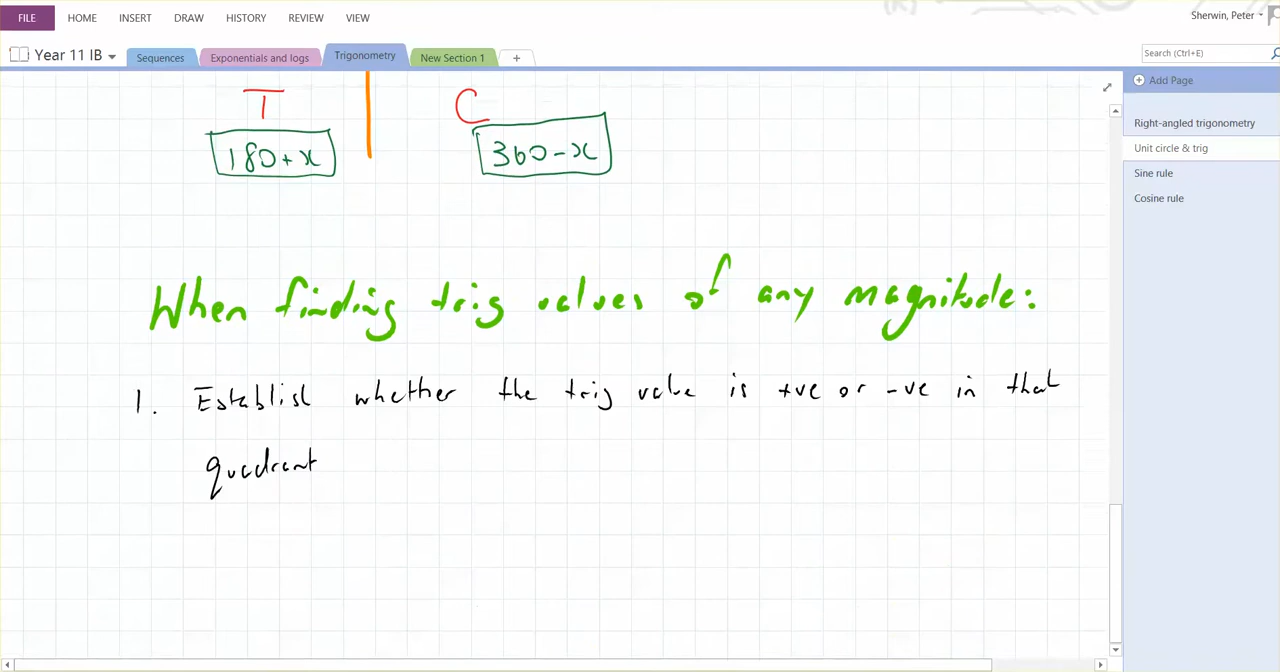 FILE HOME INSERT DRAW HISTORY REVIEW VIEW Sherwin, Peter
Year 11 IB Sequences Exponentials and logs Trigonometry New Section 1 + Search (Ctrl+E)
Add Page
Right-angled trigonometry
Unit circle & trig
Sine rule
Cosine rule
T C
180+x 360-x
When finding trig values of any magnitude:
1. Establish whether the trig value is +ve or -ve in that
quadrant